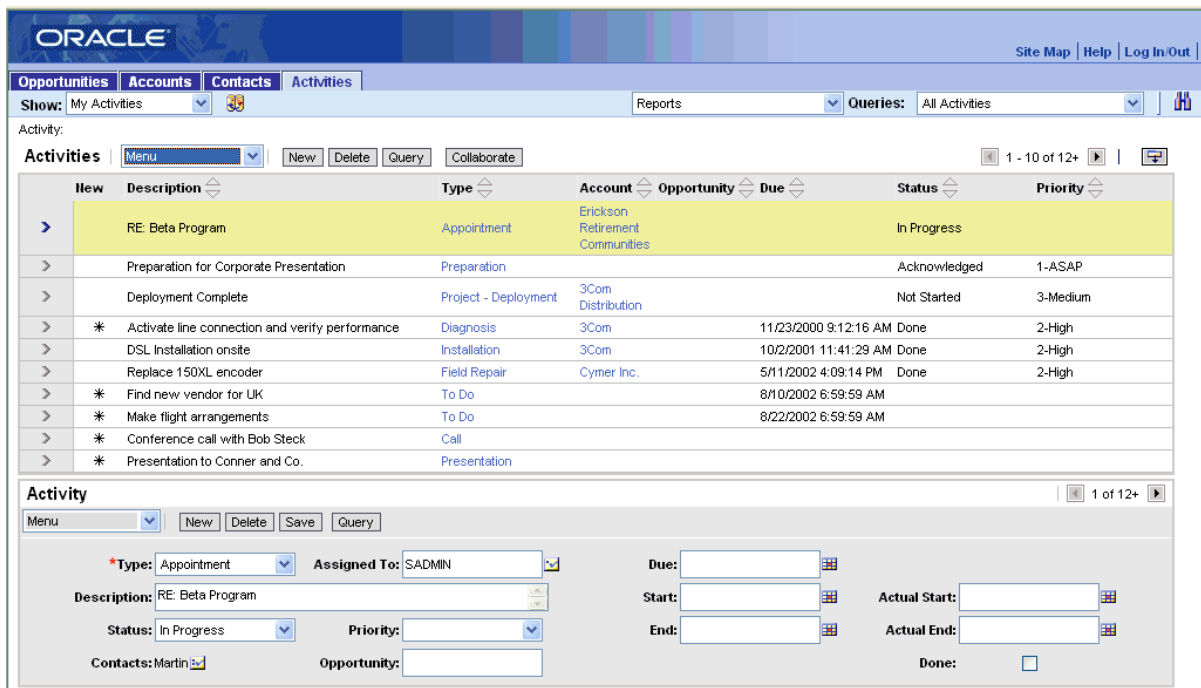 ORACLE
Site Map | Help | Log In/Out |
Opportunities Accounts Contacts Activities
Show: My Activities Reports Queries: All Activities
Activity:
Activities Menu New Delete Query Collaborate 1 - 10 of 12+
New Description Type Account Opportunity Due Status Priority
RE: Beta Program Appointment Erickson Retirement Communities In Progress
Preparation for Corporate Presentation Preparation Acknowledged 1-ASAP
Deployment Complete Project - Deployment 3Com Distribution Not Started 3-Medium
* Activate line connection and verify performance Diagnosis 3Com 11/23/2000 9:12:16 AM Done 2-High
DSL Installation onsite Installation 3Com 10/2/2001 11:41:29 AM Done 2-High
Replace 150XL encoder Field Repair Cymer Inc. 5/11/2002 4:09:14 PM Done 2-High
* Find new vendor for UK To Do 8/10/2002 6:59:59 AM
* Make flight arrangements To Do 8/22/2002 6:59:59 AM
* Conference call with Bob Steck Call
* Presentation to Conner and Co. Presentation
Activity 1 of 12+
Menu New Delete Save Query
*Type: Appointment Assigned To: SADMIN Due:
Description: RE: Beta Program Start: Actual Start:
Status: In Progress Priority: End: Actual End:
Contacts: Martin Opportunity: Done: